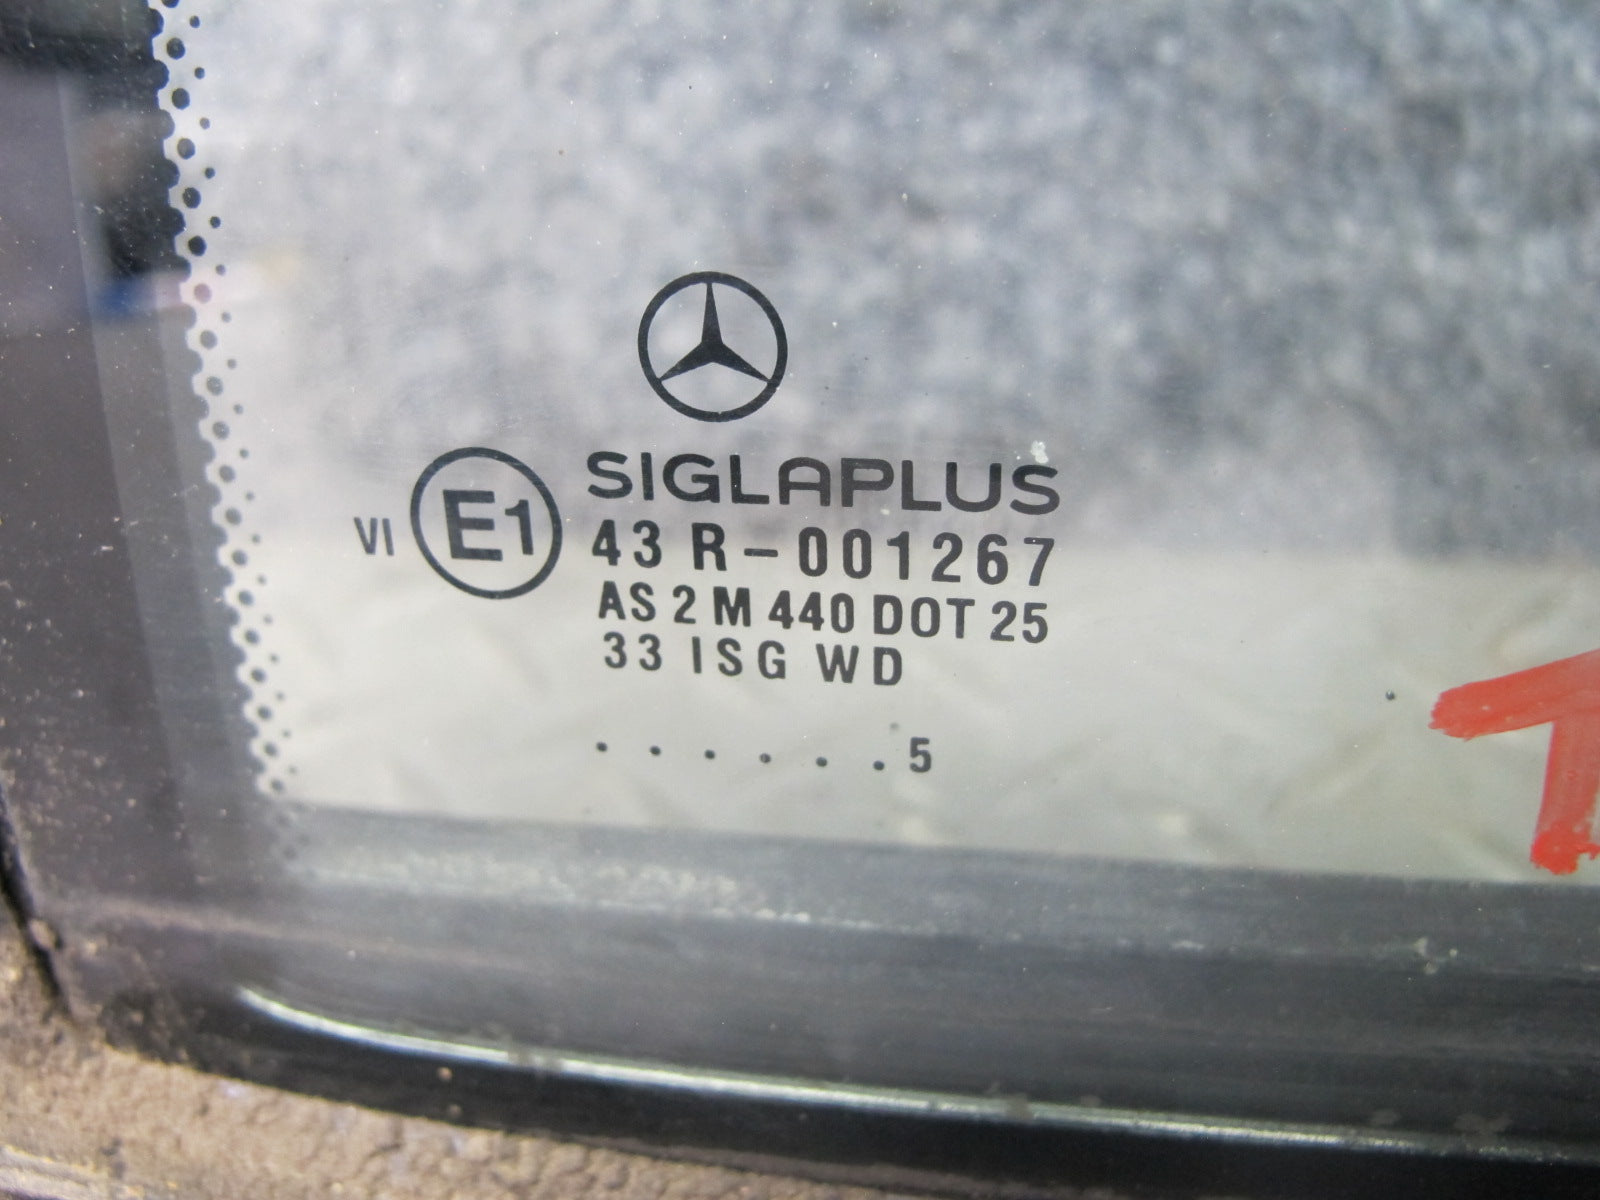 SIGLAPLUS
VI E1 43 R-001267
AS 2 M 440 DOT 25
33 ISG WD
. . . . . . 5